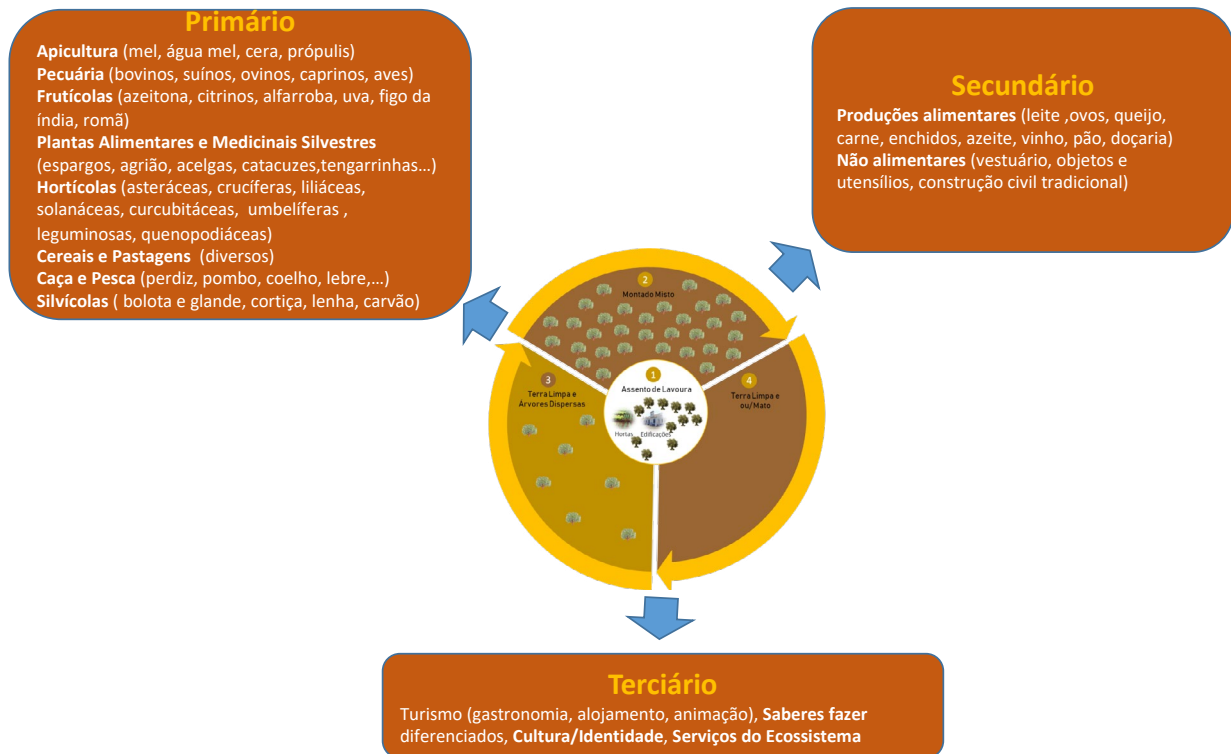 Primário
Apicultura (mel, água mel, cera, própulis)
Pecuária (bovinos, suínos, ovinos, caprinos, aves)
Frutícolas (azeitona, citrinos, alfarroba, uva, figo da
índia, romã)
Plantas Alimentares e Medicinais Silvestres
(espargos, agrião, acelgas, catacuzes,tengarrinhas...)
Hortícolas (asteráceas, crucíferas, liliáceas,
solanáceas, curcubitáceas, umbelíferas ,
leguminosas, quenopodiáceas)
Cereais e Pastagens (diversos)
Caça e Pesca (perdiz, pombo, coelho, lebre,...)
Silvícolas ( bolota e glande, cortiça, lenha, carvão)
Secundário
Produções alimentares (leite ,ovos, queijo,
carne, enchidos, azeite, vinho, pão, doçaria)
Não alimentares (vestuário, objetos e
utensílios, construção civil tradicional)
2
Montado Misto
1
Assento de Lavoura
Hortas
Edificações
3
Terra Limpa e
Árvores Dispersas
4
Terra Limpa e
ou/Mato
Terciário
Turismo (gastronomia, alojamento, animação), Saberes fazer
diferenciados, Cultura/Identidade, Serviços do Ecossistema